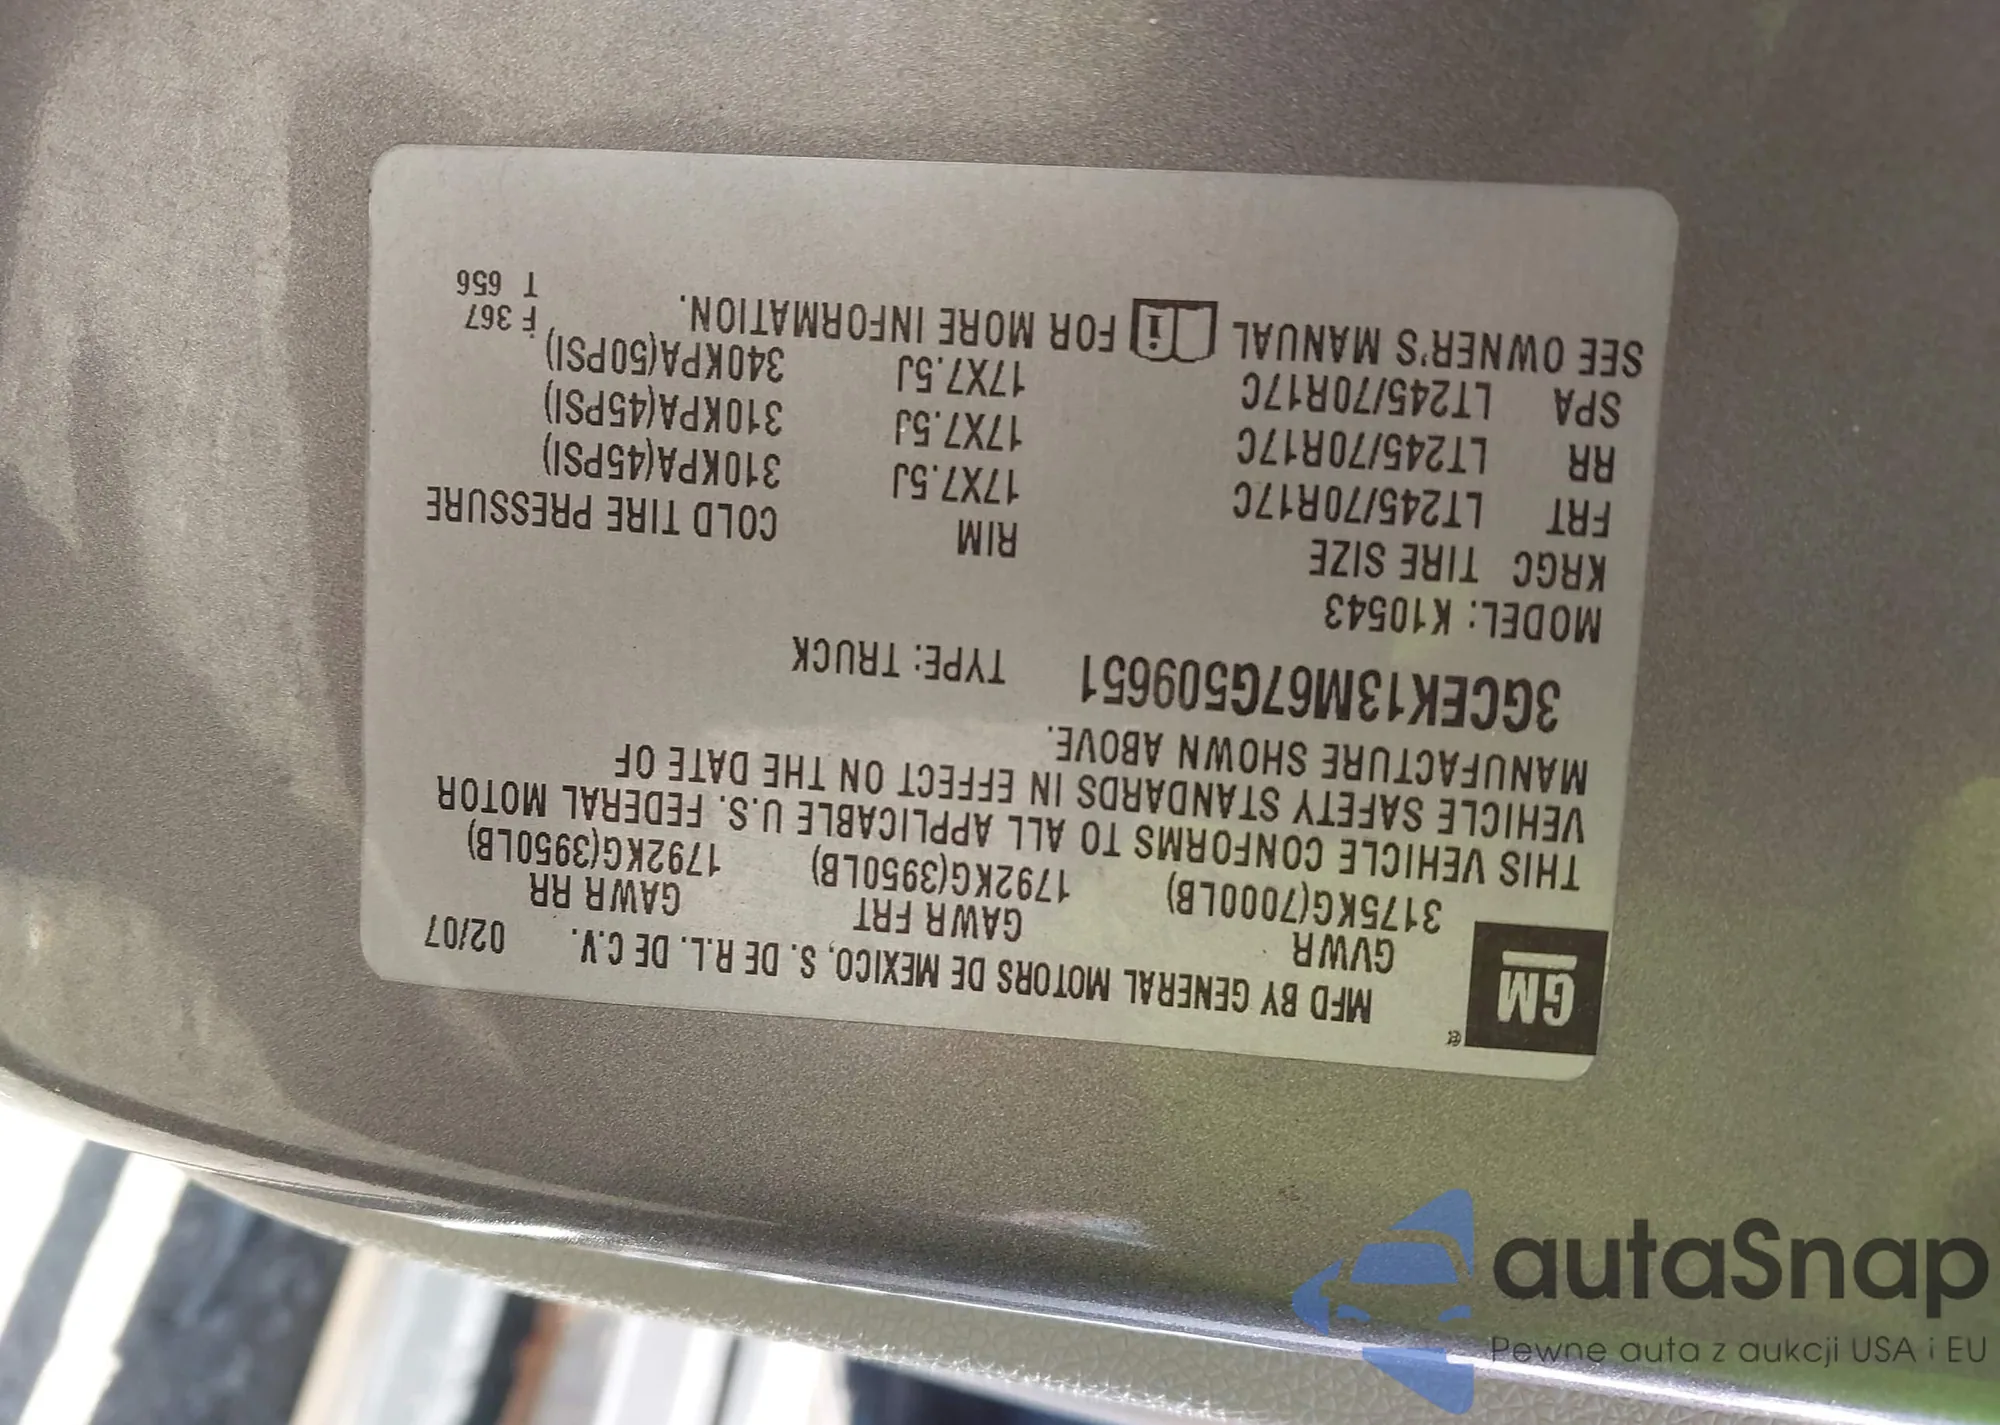 GM
MFD BY GENERAL MOTORS DE MEXICO, S. DE R.L. DE C.V. 02/07
GVWR GAWR FRT GAWR RR
3175KG(7000LB) 1792KG(3950LB) 1792KG(3950LB)
THIS VEHICLE CONFORMS TO ALL APPLICABLE U.S. FEDERAL MOTOR
VEHICLE SAFETY STANDARDS IN EFFECT ON THE DATE OF
MANUFACTURE SHOWN ABOVE.
3GCEK13M67G509651 TYPE: TRUCK
MODEL: K10543
KRGC TIRE SIZE RIM COLD TIRE PRESSURE
FRT LT245/70R17C 17X7.5J 310KPA(45PSI)
RR LT245/70R17C 17X7.5J 310KPA(45PSI)
SPA LT245/70R17C 17X7.5J 340KPA(50PSI)
SEE OWNER'S MANUAL i FOR MORE INFORMATION.
F 367
T 656
autaSnap
Pewne auta z aukcji USA i EU